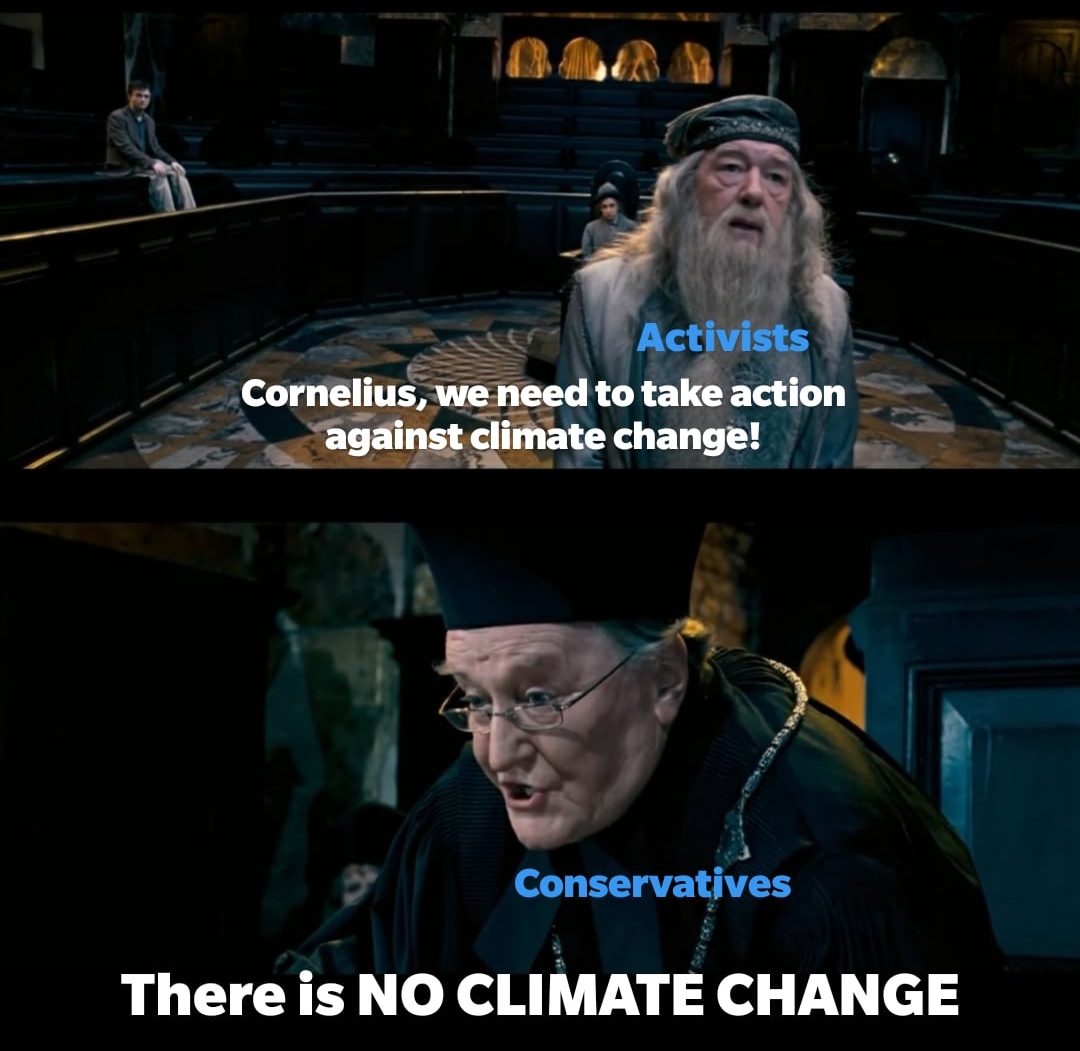 Activists
Cornelius, we need to take action
against climate change!
Conservatives
There is NO CLIMATE CHANGE